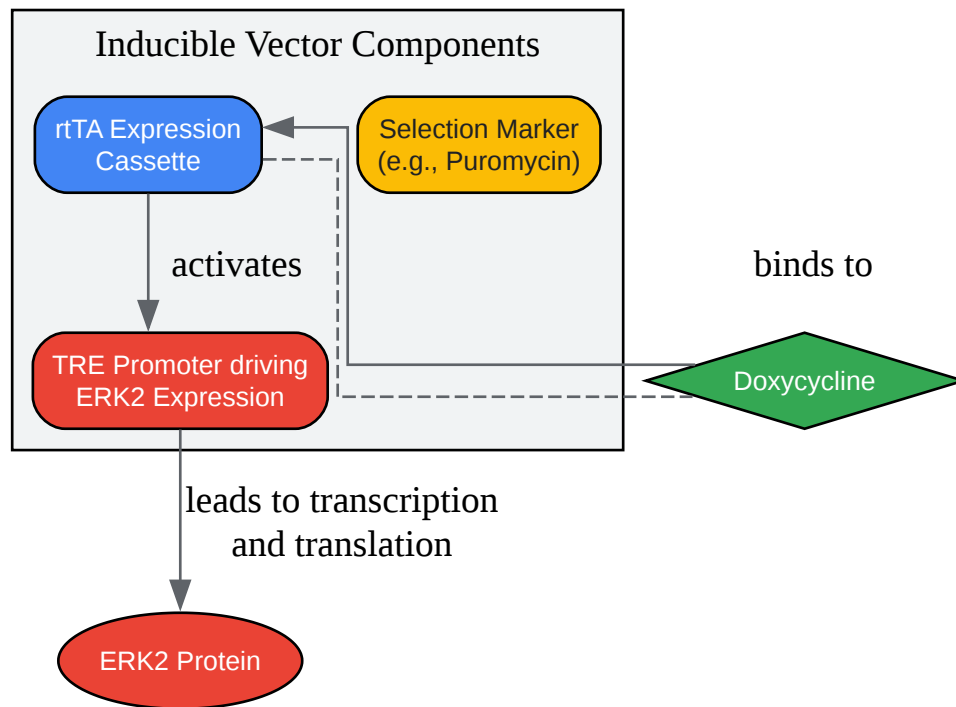 Inducible Vector Components
rtTA Expression
Cassette
Selection Marker
(e.g., Puromycin)
activates
binds to
TRE Promoter driving
ERK2 Expression
Doxycycline
leads to transcription
and translation
ERK2 Protein